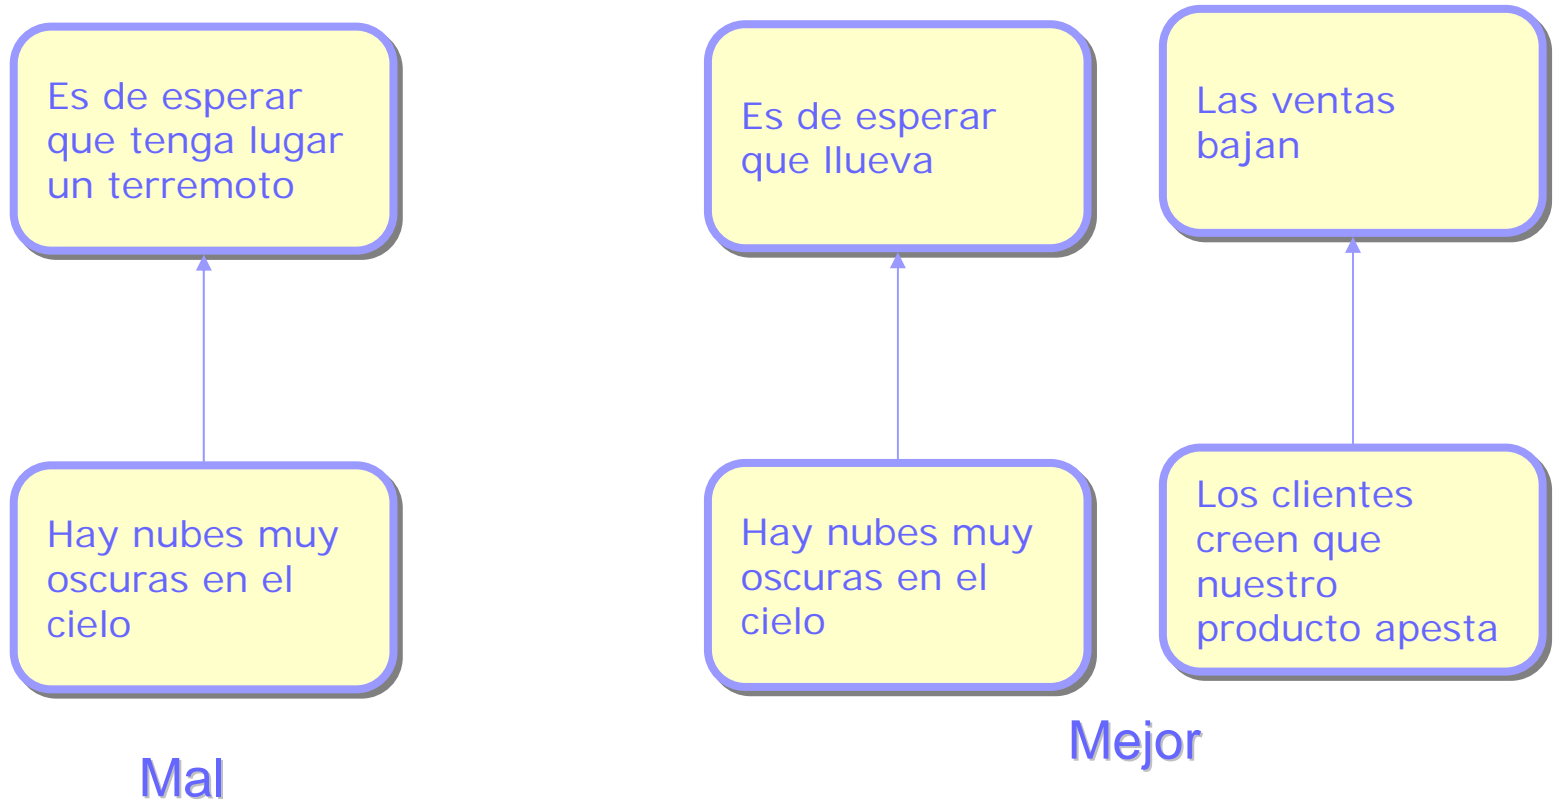 Es de esperar
que tenga lugar
un terremoto
Hay nubes muy
oscuras en el
cielo
Mal
Es de esperar
que llueva
Hay nubes muy
oscuras en el
cielo
Las ventas
bajan
Los clientes
creen que
nuestro
producto apesta
Mejor